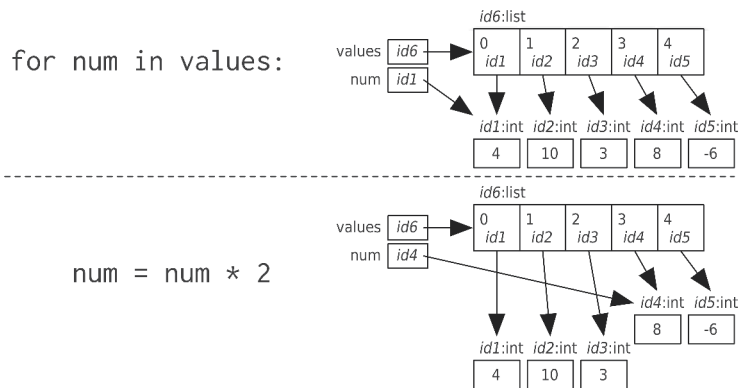 for num in values:
id6:list
values id6
num id1
0 1 2 3 4
id1 id2 id3 id4 id5
id1:int id2:int id3:int id4:int id5:int
4 10 3 8 -6
num = num * 2
id6:list
values id6
num id4
0 1 2 3 4
id1 id2 id3 id4 id5
id4:int id5:int
8 -6
id1:int id2:int id3:int
4 10 3